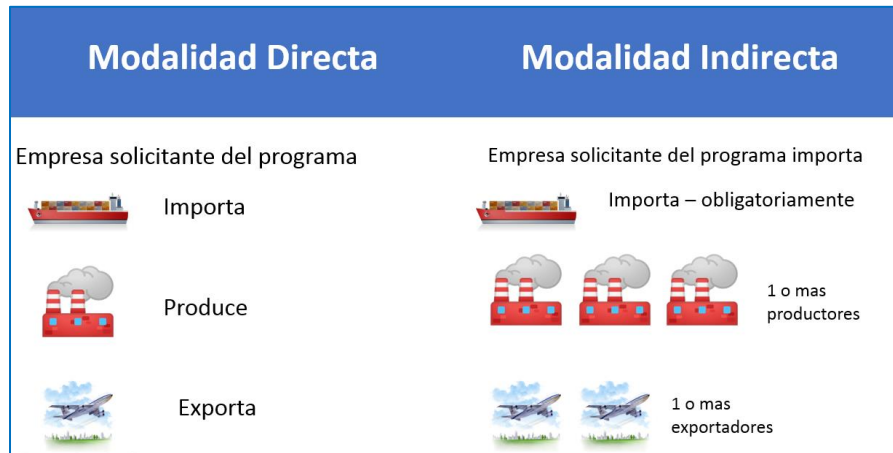 Modalidad Directa
Modalidad Indirecta
Empresa solicitante del programa
Importa
Produce
Exporta
Empresa solicitante del programa importa
Importa – obligatoriamente
1 o mas
productores
1 o mas
exportadores